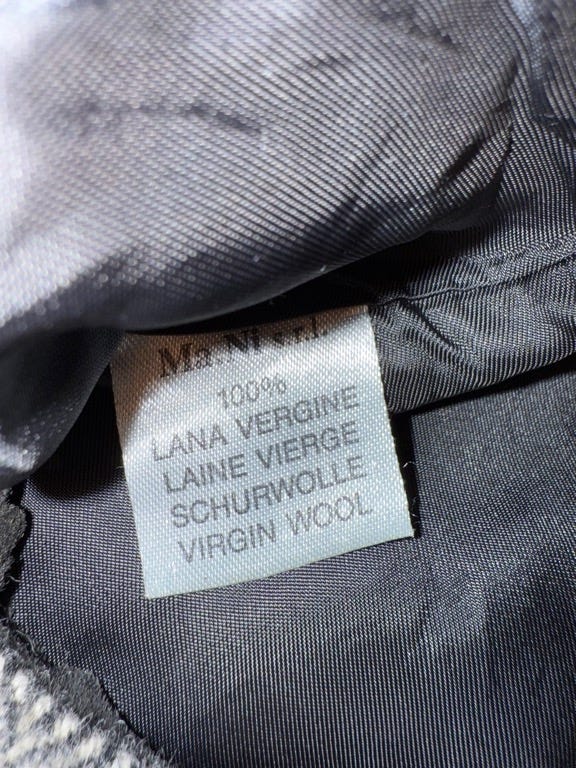 Ma.Ni s.r.l.
100%
LANA VERGINE
LAINE VIERGE
SCHURWOLLE
VIRGIN WOOL